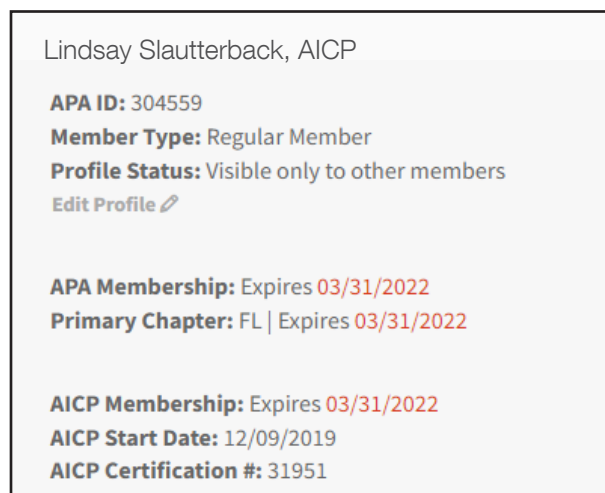 Lindsay Slautterback, AICP
APA ID: 304559
Member Type: Regular Member
Profile Status: Visible only to other members
Edit Profile
APA Membership: Expires 03/31/2022
Primary Chapter: FL | Expires 03/31/2022
AICP Membership: Expires 03/31/2022
AICP Start Date: 12/09/2019
AICP Certification #: 31951